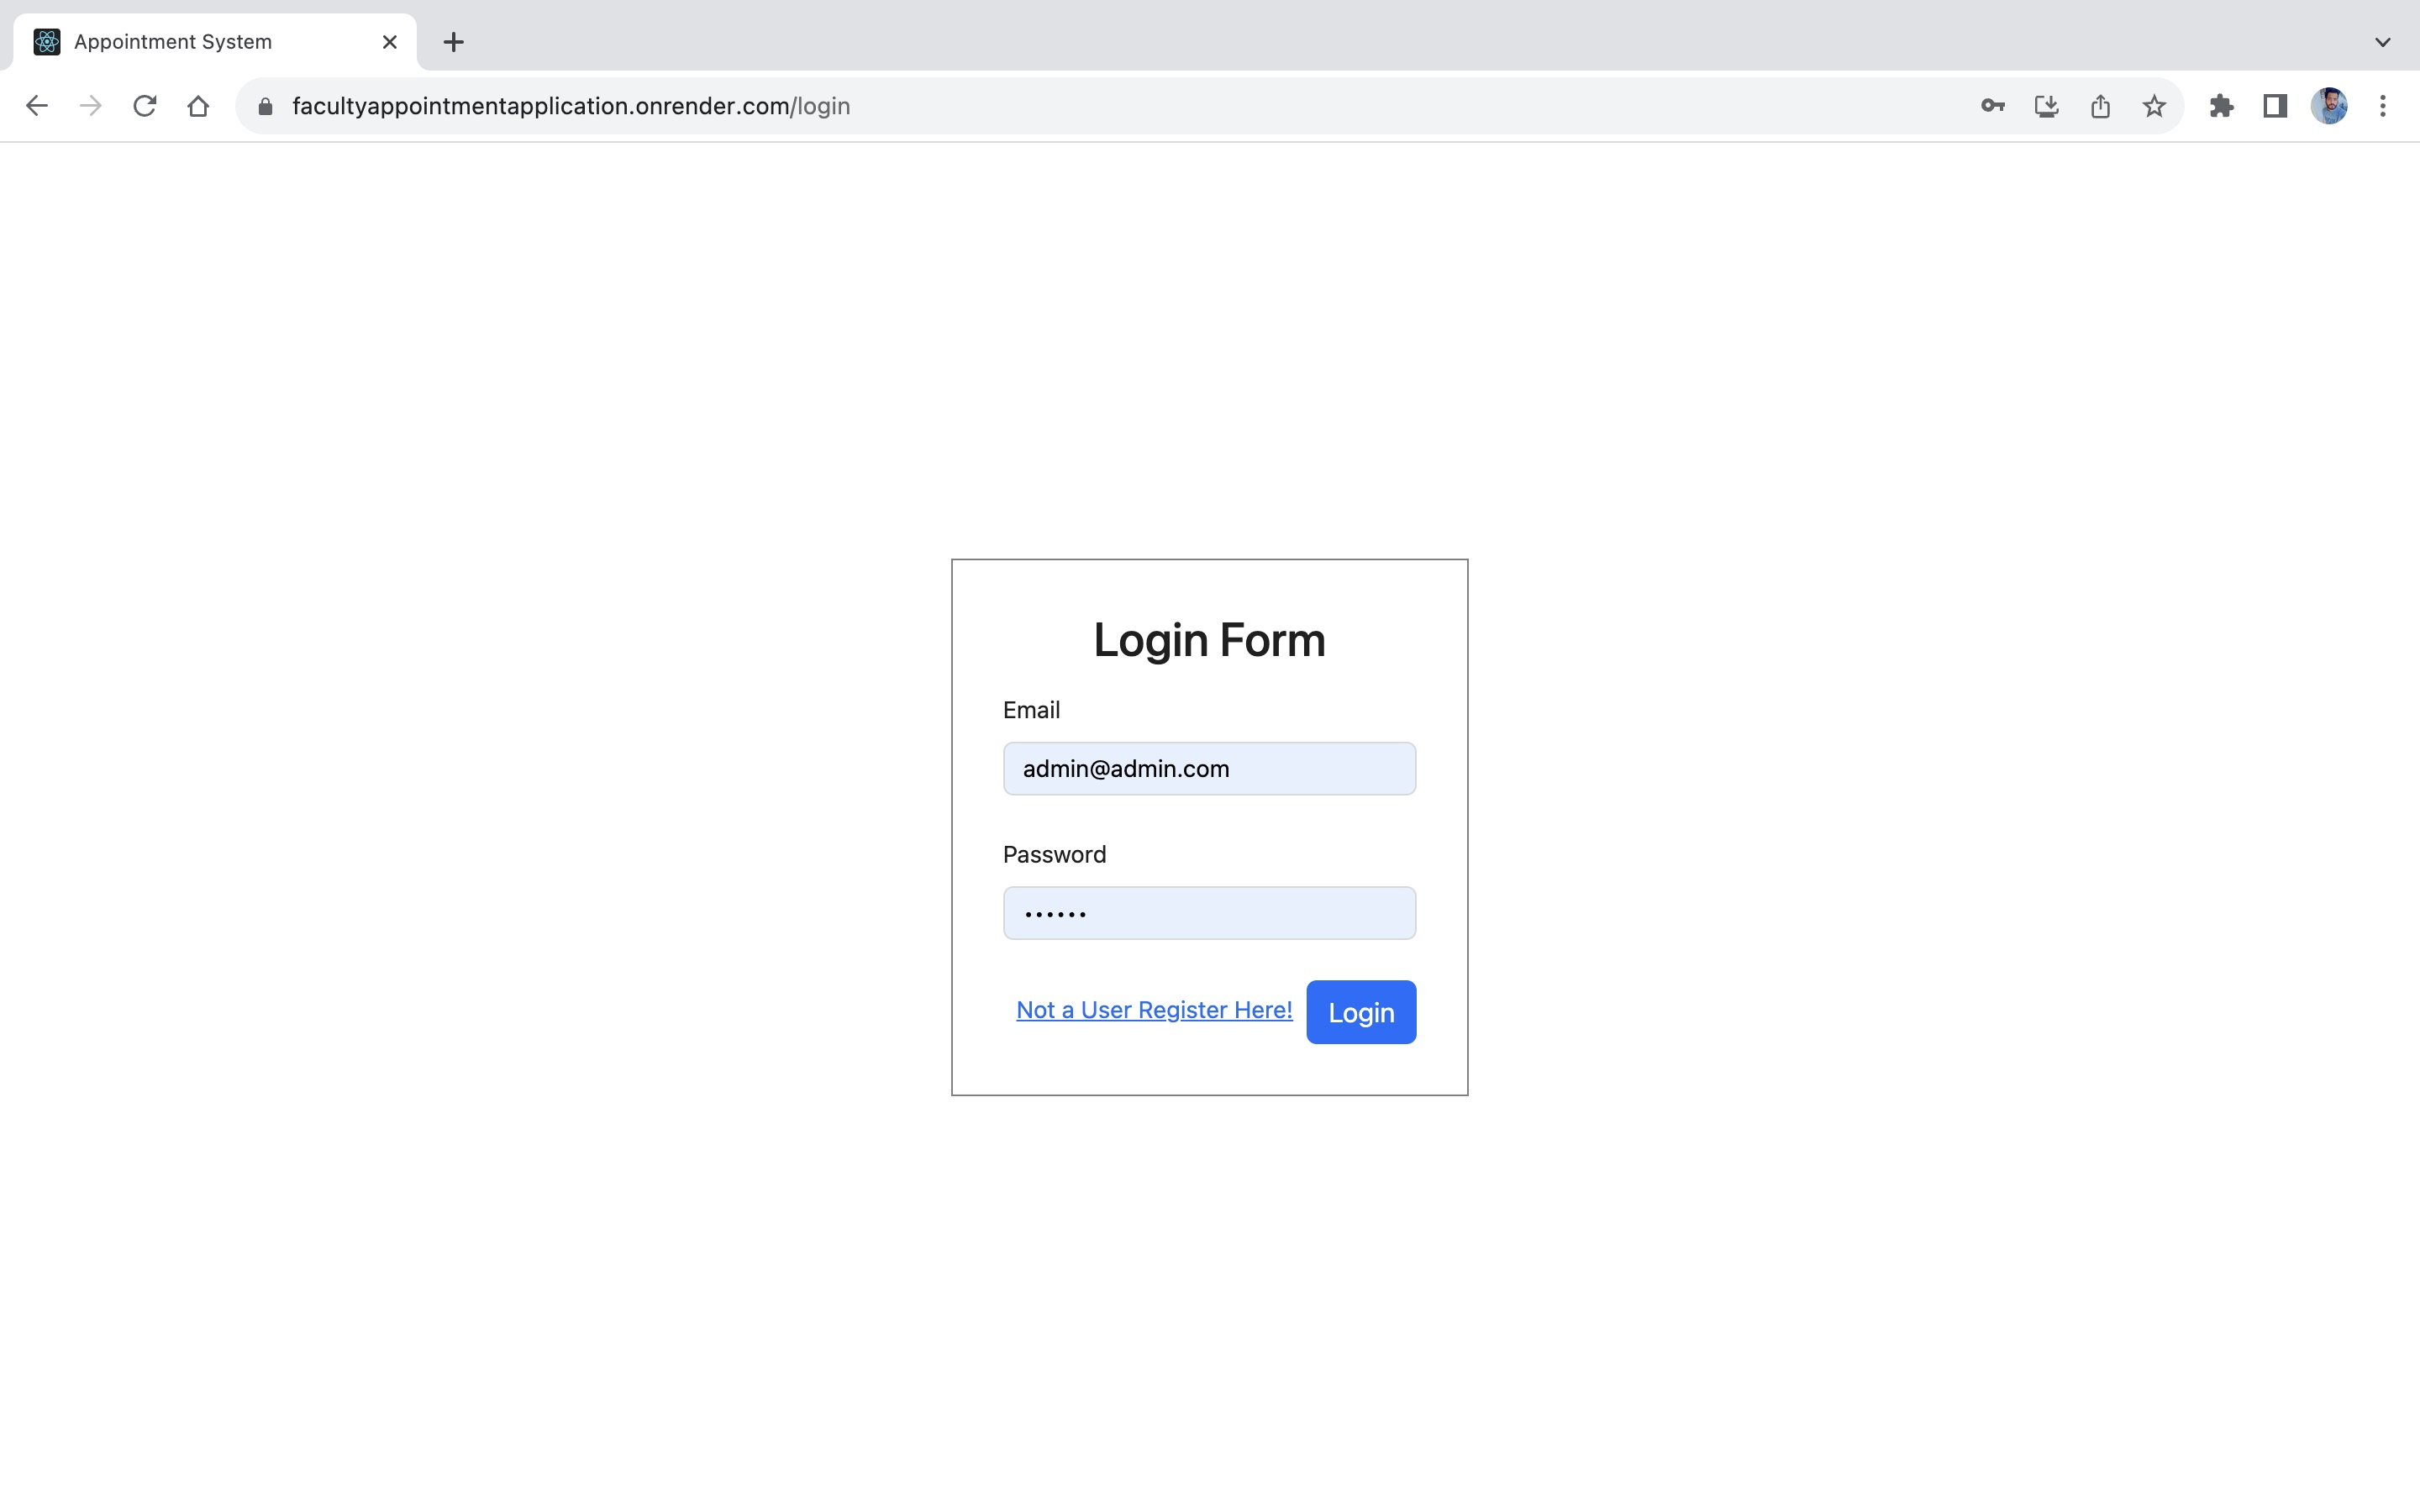 Appointment System
facultyappointmentapplication.onrender.com/login
Login Form
Email
admin@admin.com
Password
••••••
Not a User Register Here!
Login